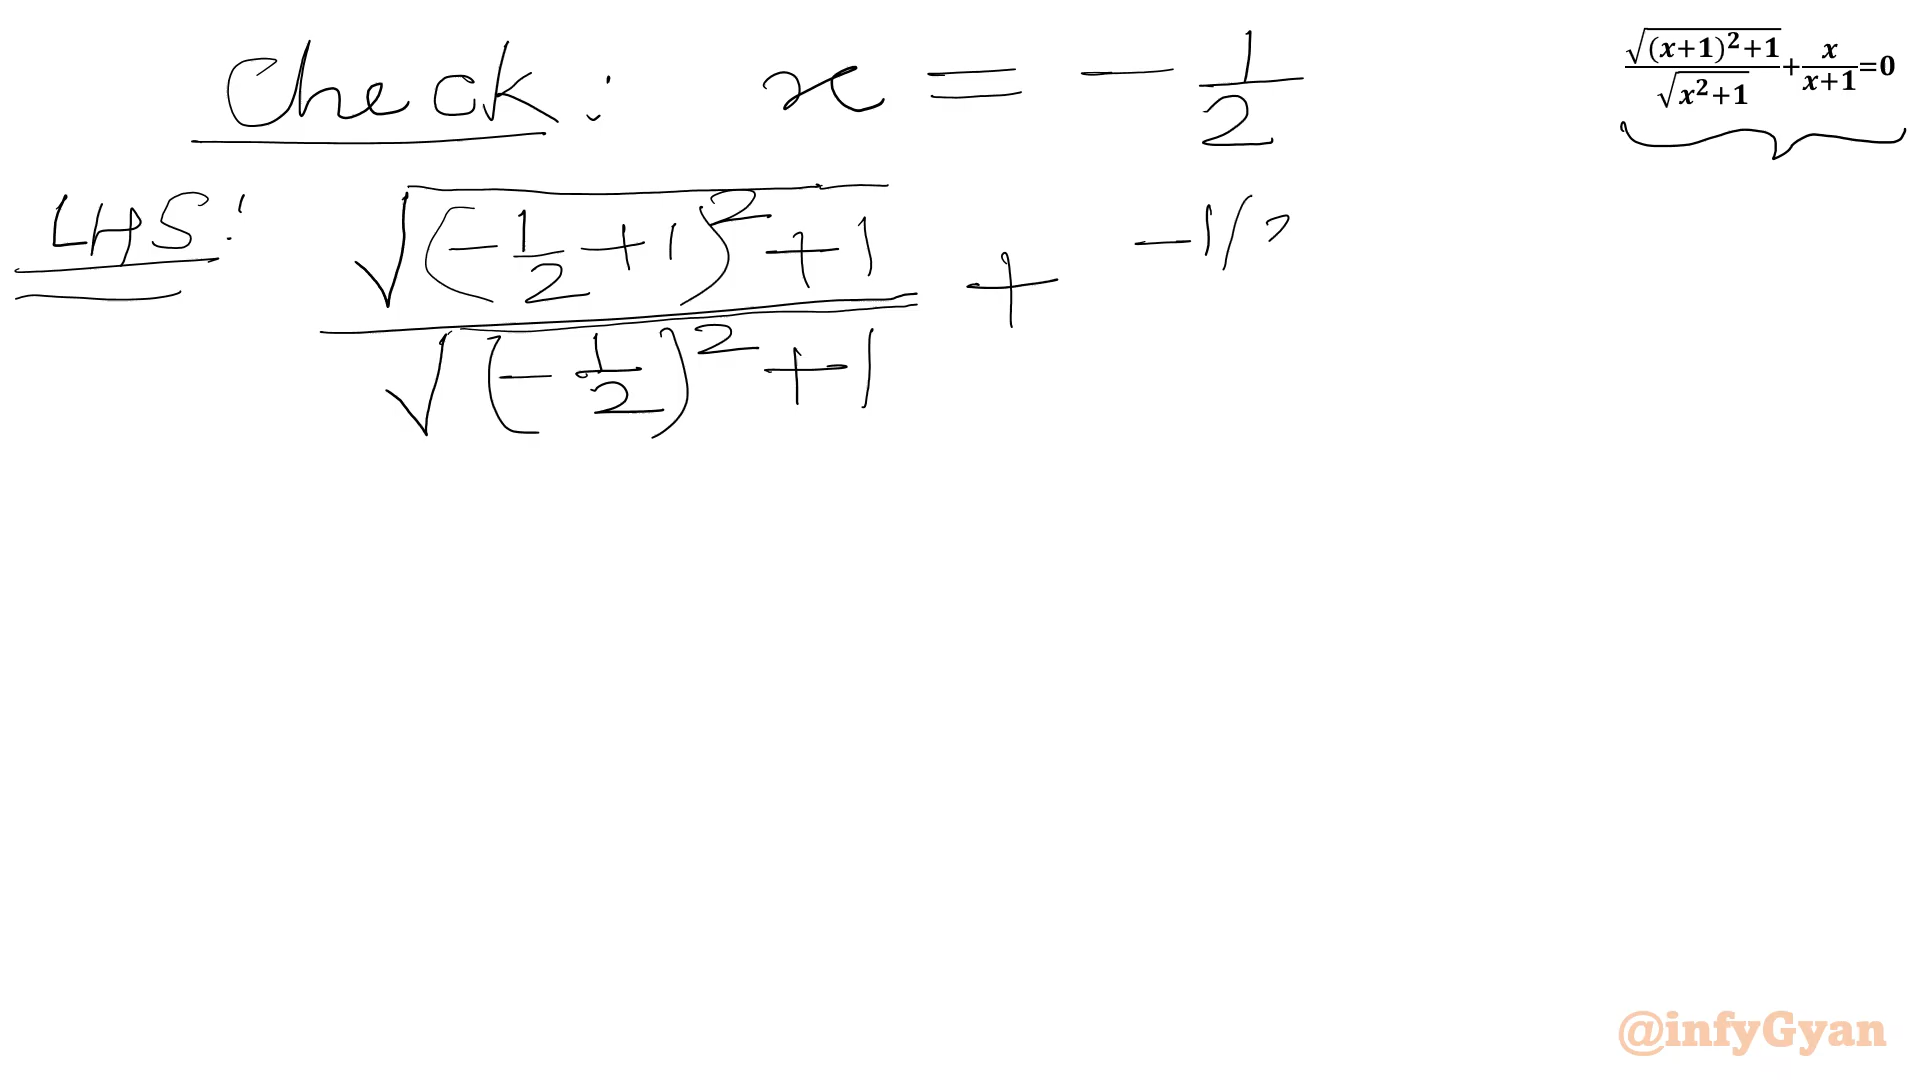 Check: x = - 1/2
√((x+1)²+1)/√(x²+1) + x/(x+1) = 0
LHS: √((-1/2+1)²+1)/√((-1/2)²+1) + -1/2
@infyGyan